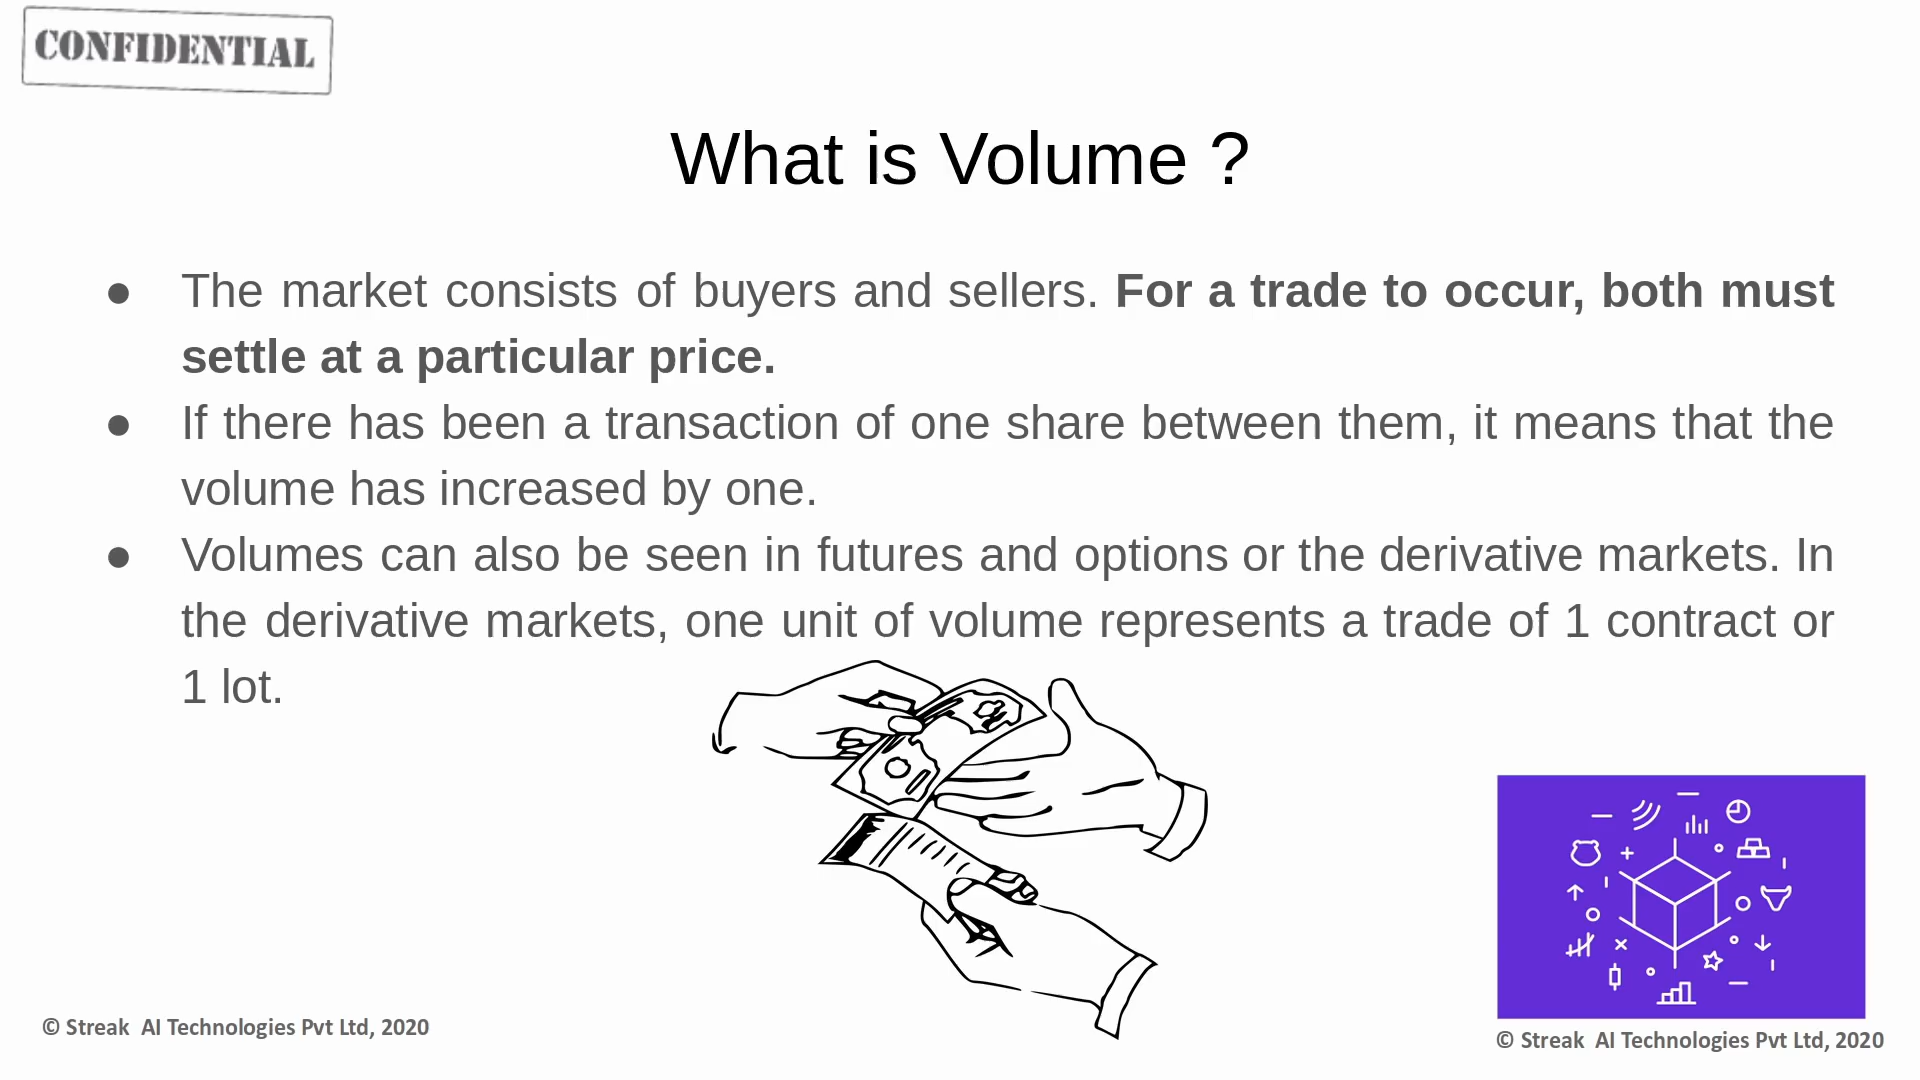 CONFIDENTIAL
What is Volume ?
● The market consists of buyers and sellers. For a trade to occur, both must
settle at a particular price.
● If there has been a transaction of one share between them, it means that the
volume has increased by one.
● Volumes can also be seen in futures and options or the derivative markets. In
the derivative markets, one unit of volume represents a trade of 1 contract or
1 lot.
© Streak AI Technologies Pvt Ltd, 2020
© Streak AI Technologies Pvt Ltd, 2020